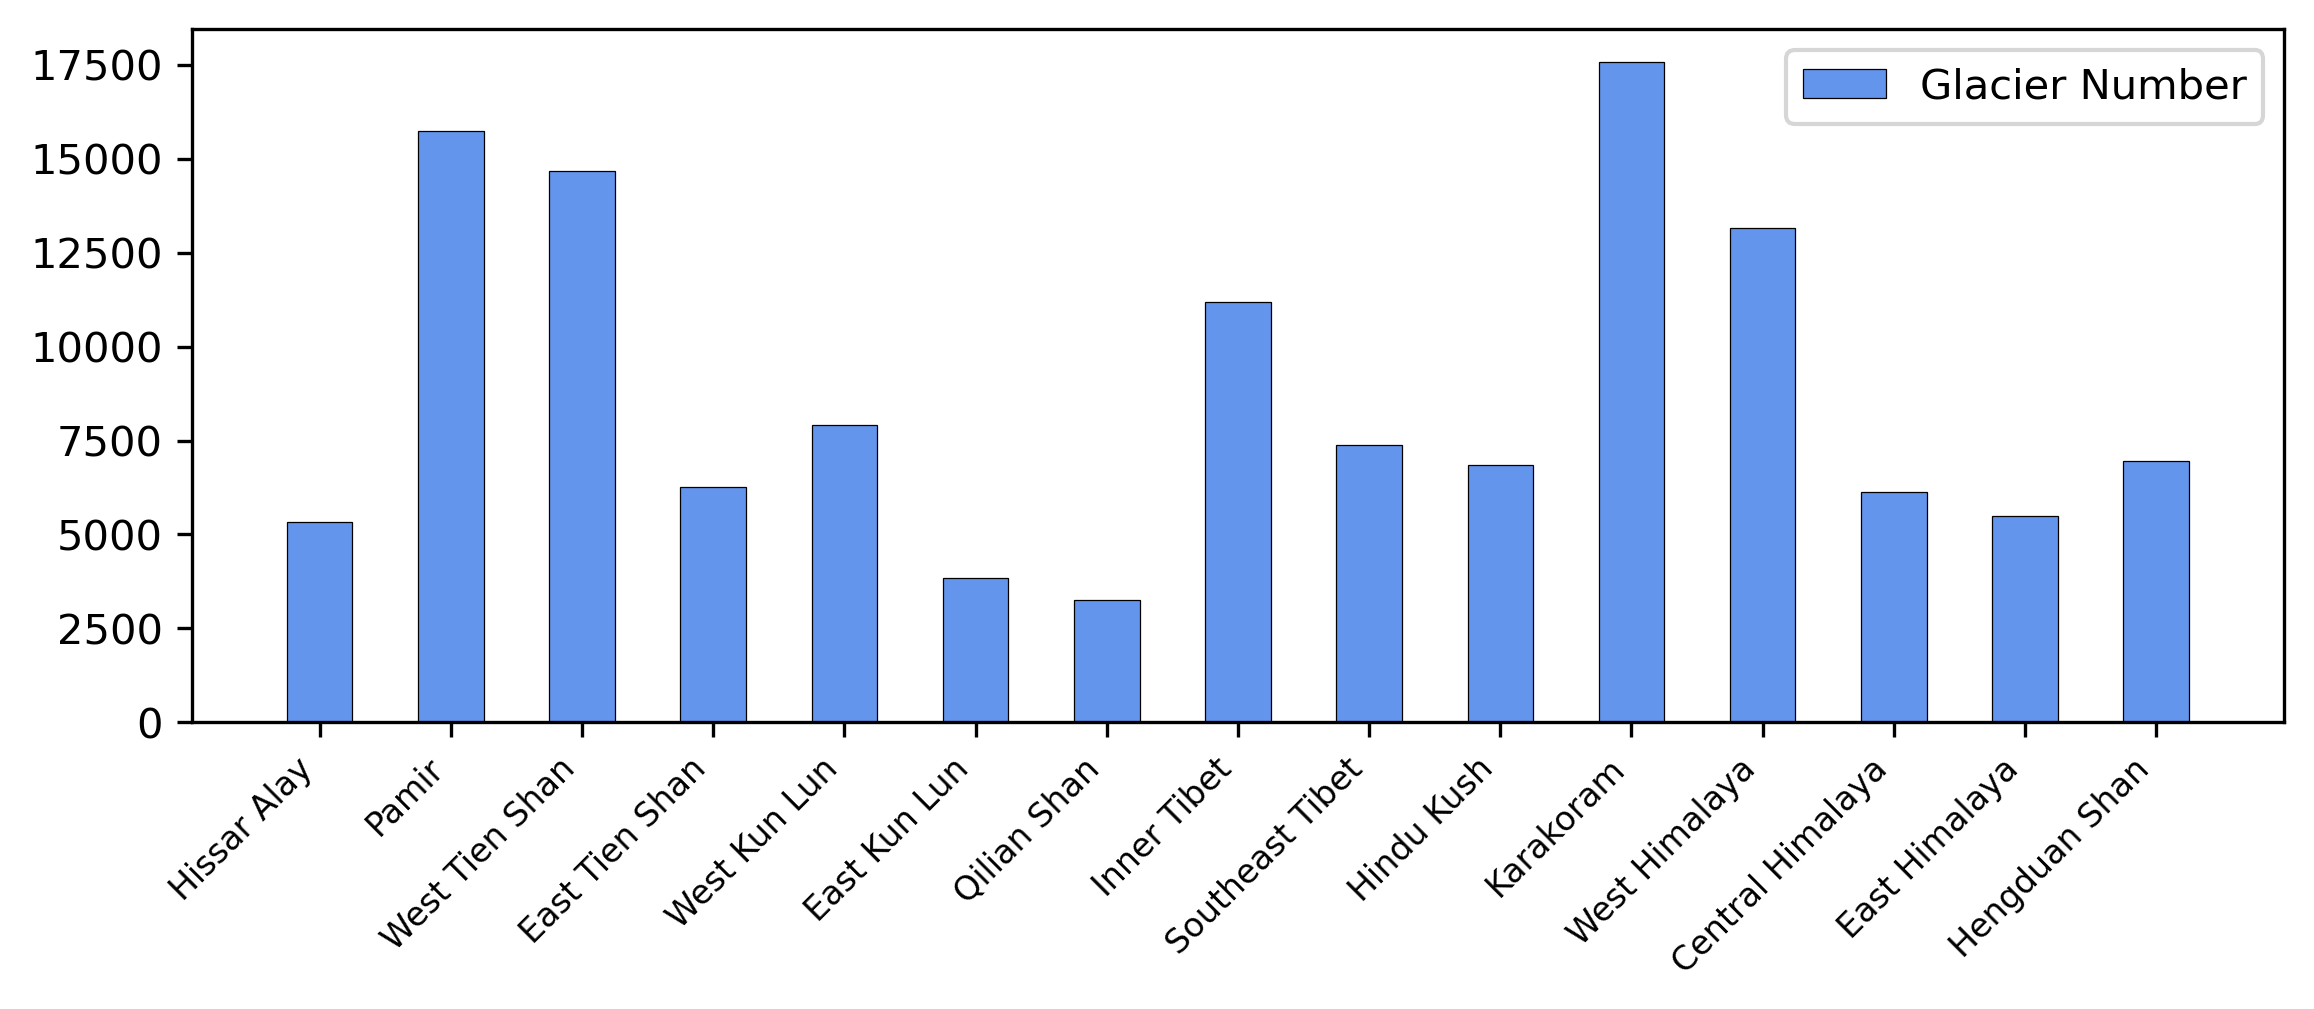 17500
15000
12500
10000
7500
5000
2500
0
Glacier Number
Hissar Alay
Pamir
West Tien Shan
East Tien Shan
West Kun Lun
East Kun Lun
Qilian Shan
Inner Tibet
Southeast Tibet
Hindu Kush
Karakoram
West Himalaya
Central Himalaya
East Himalaya
Hengduan Shan